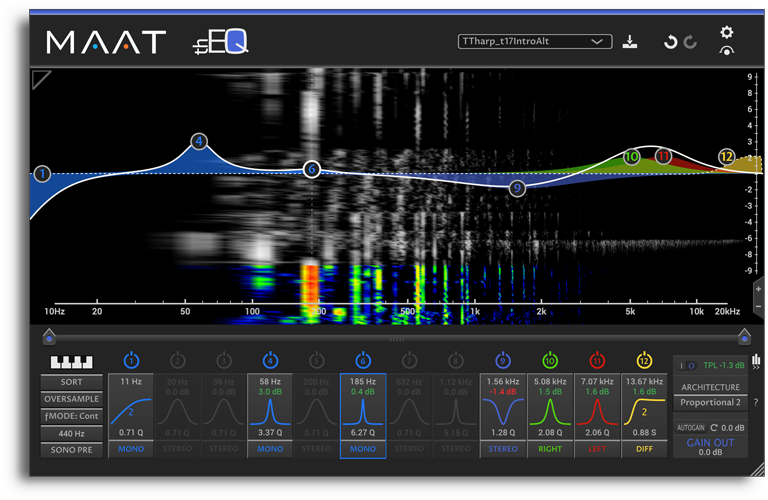 MAAT
thEQ
TTharp_t17IntroAlt
9
8
6
4
3
2
1
0
-1
-2
-3
-4
-6
-8
-9
1
4
6
9
10
11
12
10Hz 20 50 100 200 500 1k 2k 5k 10k 20kHz
+
−
1 2 3 4 5 6 7 8 9 10 11 12
SORT
OVERSAMPLE
ƒMODE: Cont
440 Hz
SONO PRE
11 Hz
2
0.71 Q
MONO
20 Hz
0.0 dB
0.71 Q
STEREO
36 Hz
0.0 dB
0.71 Q
STEREO
58 Hz
3.0 dB
3.37 Q
MONO
200 Hz
0.0 dB
0.71 Q
STEREO
185 Hz
0.4 dB
6.27 Q
MONO
632 Hz
0.0 dB
0.71 Q
STEREO
1.12 kHz
0.0 dB
5.15 Q
STEREO
1.56 kHz
-1.4 dB
1.28 Q
STEREO
5.08 kHz
1.5 dB
2.08 Q
RIGHT
7.07 kHz
1.6 dB
2.06 Q
LEFT
13.67 kHz
1.6 dB
2
0.88 S
DIFF
I O TPL -1.3 dB
ARCHITECTURE
Proportional 2
AUTOGAIN 0.0 dB
GAIN OUT
0.0 dB
>>
?